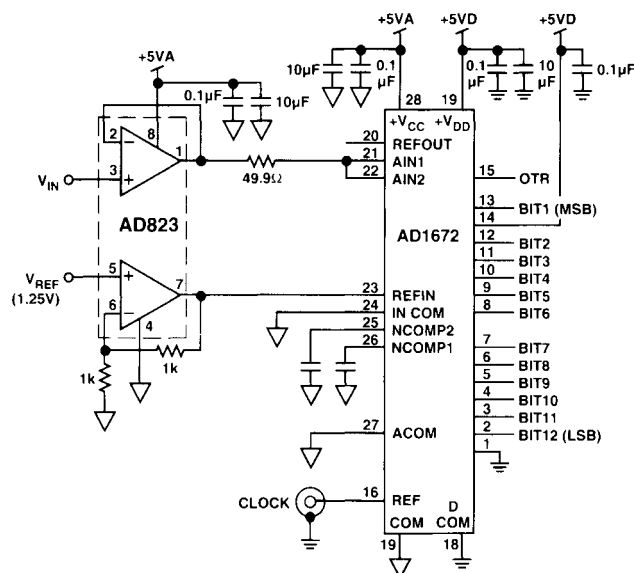 +5VA
+5VD
+5VD
10µF
0.1
µF
0.1
µF
10
µF
0.1µF
+5VA
0.1µF
10µF
28
19
+VCC
+VDD
20
REFOUT
2
8
1
21
AIN1
3
VIN
49.9Ω
22
AIN2
15
OTR
13
BIT1 (MSB)
14
AD823
AD1672
12
BIT2
11
BIT3
10
BIT4
9
BIT5
8
BIT6
VREF
(1.25V)
5
7
6
4
23
REFIN
24
IN COM
25
NCOMP2
26
NCOMP1
7
BIT7
6
BIT8
5
BIT9
4
BIT10
3
BIT11
2
BIT12 (LSB)
1
1k
1k
27
ACOM
CLOCK
16
REF
COM
D
COM
19
18